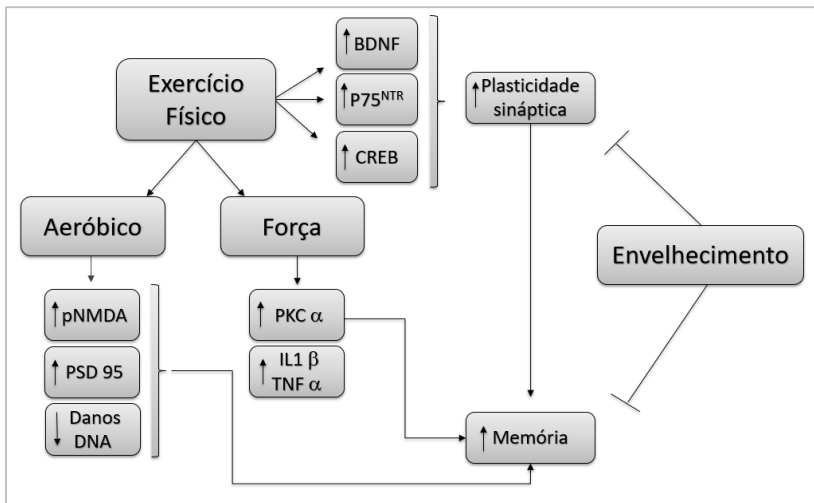 Exercício
Físico
↑ BDNF
↑ P75NTR
↑ CREB
↑ Plasticidade
sináptica
Aeróbico
Força
Envelhecimento
↑ pNMDA
↑ PSD 95
↓ Danos
DNA
↑ PKC α
↑ IL1 β
TNF α
↑ Memória